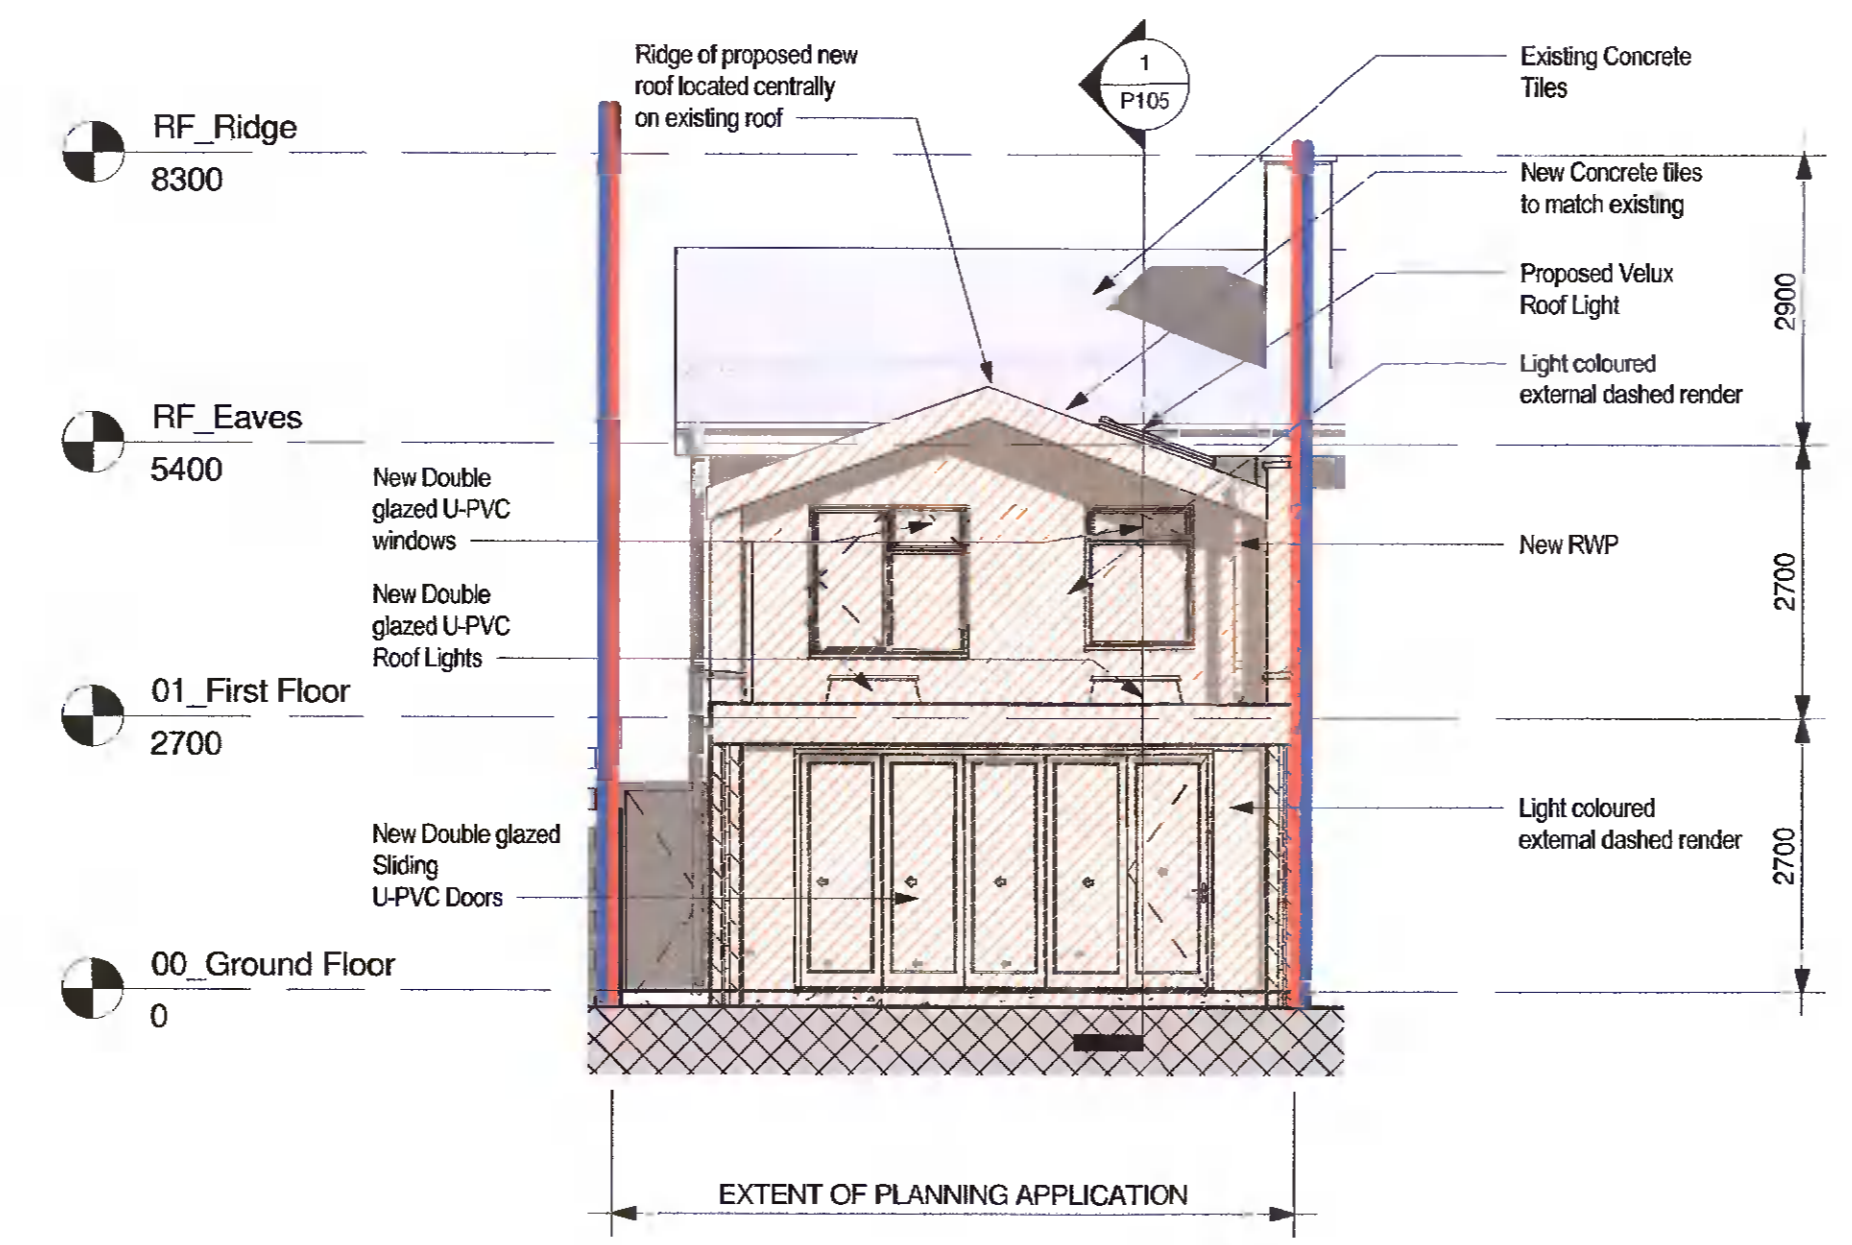 Ridge of proposed new
roof located centrally
on existing roof
1
P105
Existing Concrete
Tiles
RF_Ridge
8300
New Concrete tiles
to match existing
Proposed Velux
Roof Light
2900
Light coloured
external dashed render
RF_Eaves
5400
New Double
glazed U-PVC
windows
New RWP
2700
New Double
glazed U-PVC
Roof Lights
01_First Floor
2700
Light coloured
external dashed render
2700
New Double glazed
Sliding
U-PVC Doors
00_Ground Floor
0
EXTENT OF PLANNING APPLICATION